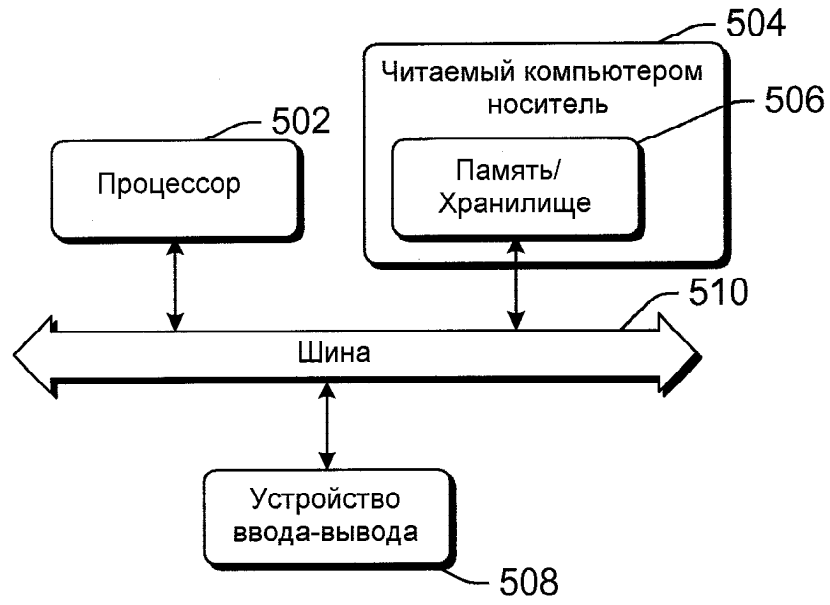 504
Читаемый компьютером
носитель
502
506
Процессор
Память/
Хранилище
510
Шина
Устройство
ввода-вывода
508